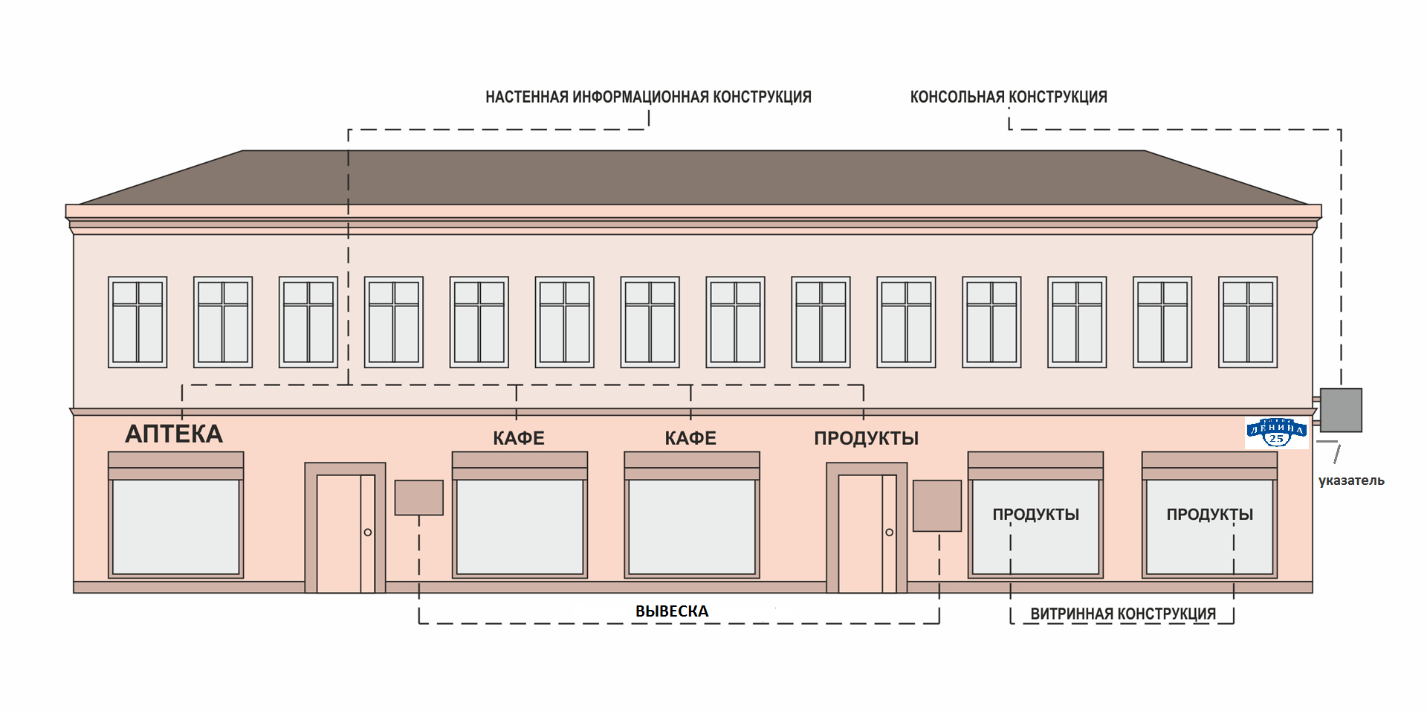 НАСТЕННАЯ ИНФОРМАЦИОННАЯ КОНСТРУКЦИЯ
КОНСОЛЬНАЯ КОНСТРУКЦИЯ
АПТЕКА
КАФЕ
КАФЕ
ПРОДУКТЫ
ЛЕНИНА
25
указатель
ПРОДУКТЫ
ПРОДУКТЫ
ВЫВЕСКА
ВИТРИННАЯ КОНСТРУКЦИЯ